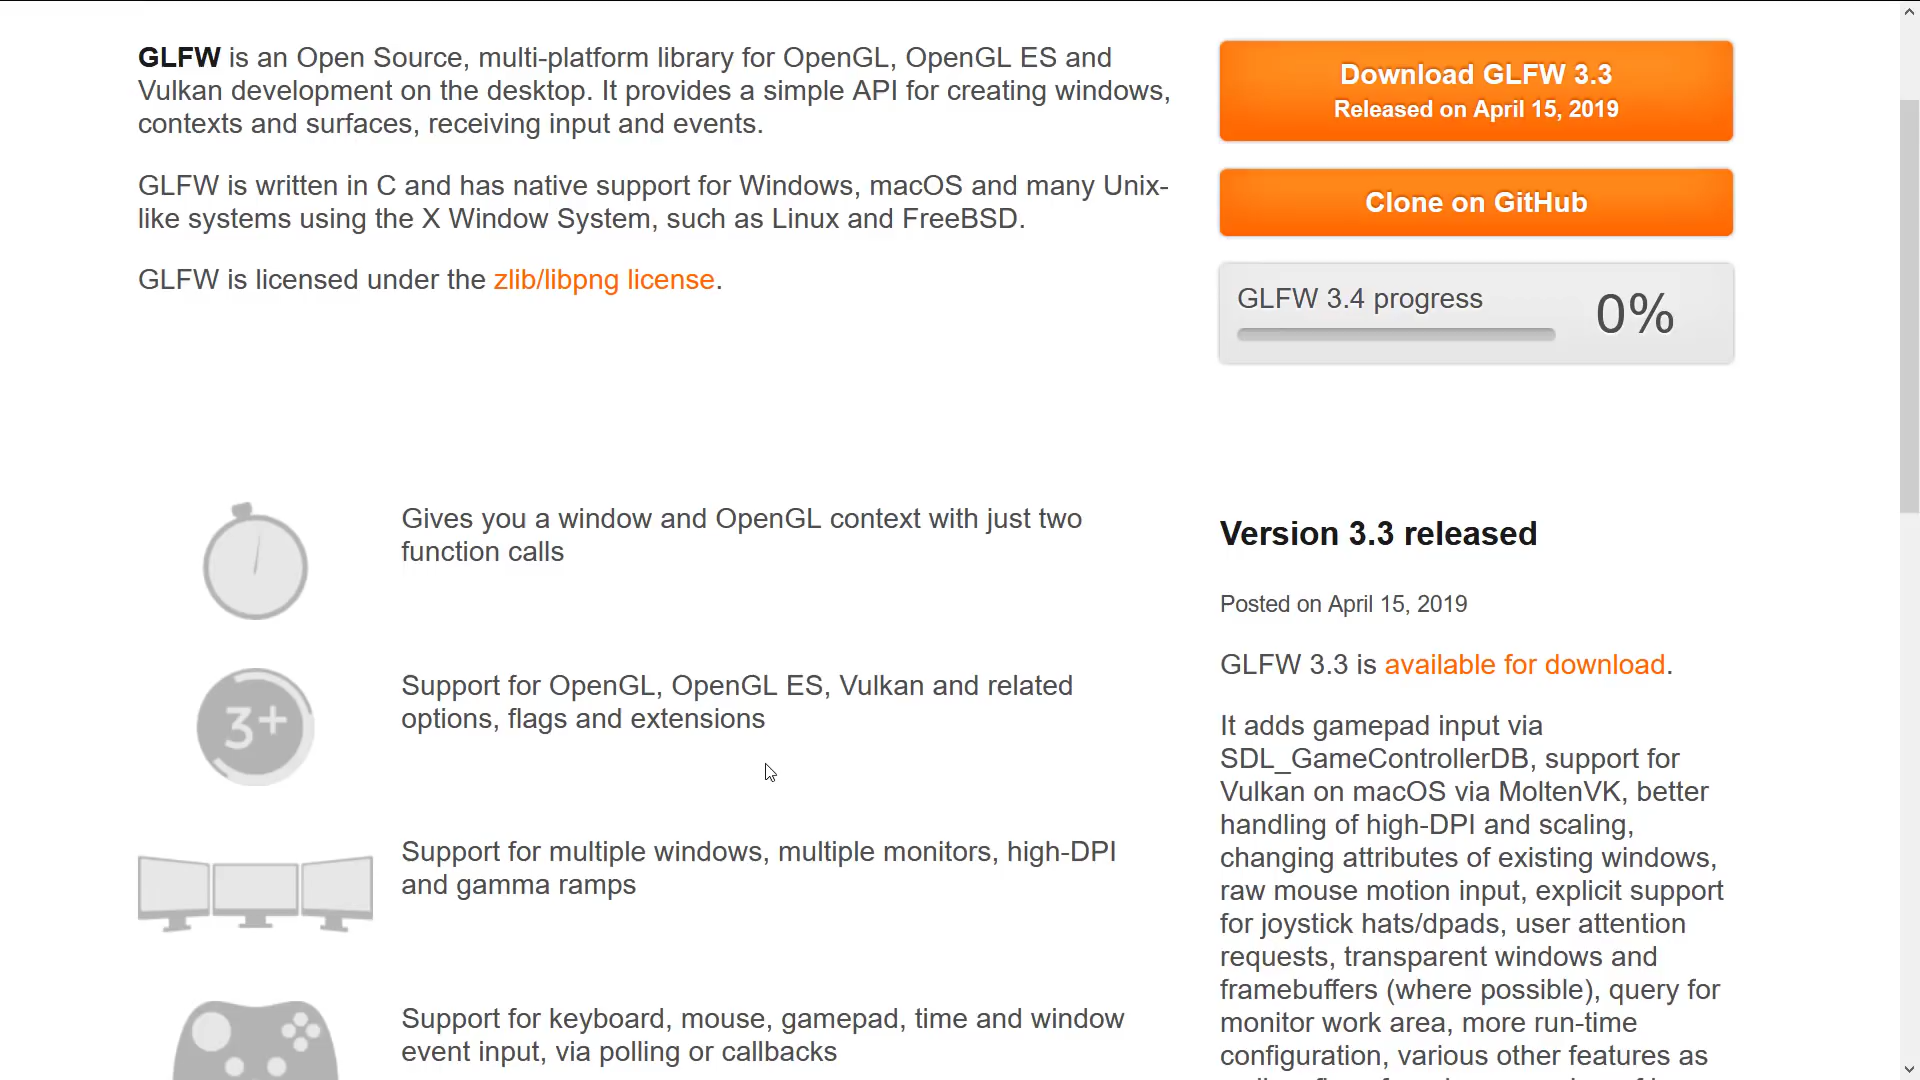 GLFW is an Open Source, multi-platform library for OpenGL, OpenGL ES and
Vulkan development on the desktop. It provides a simple API for creating windows,
contexts and surfaces, receiving input and events.
GLFW is written in C and has native support for Windows, macOS and many Unix-
like systems using the X Window System, such as Linux and FreeBSD.
GLFW is licensed under the zlib/libpng license.
Download GLFW 3.3
Released on April 15, 2019
Clone on GitHub
GLFW 3.4 progress
0%
Gives you a window and OpenGL context with just two
function calls
3+
Support for OpenGL, OpenGL ES, Vulkan and related
options, flags and extensions
Support for multiple windows, multiple monitors, high-DPI
and gamma ramps
Support for keyboard, mouse, gamepad, time and window
event input, via polling or callbacks
Version 3.3 released
Posted on April 15, 2019
GLFW 3.3 is available for download.
It adds gamepad input via
SDL_GameControllerDB, support for
Vulkan on macOS via MoltenVK, better
handling of high-DPI and scaling,
changing attributes of existing windows,
raw mouse motion input, explicit support
for joystick hats/dpads, user attention
requests, transparent windows and
framebuffers (where possible), query for
monitor work area, more run-time
configuration, various other features as